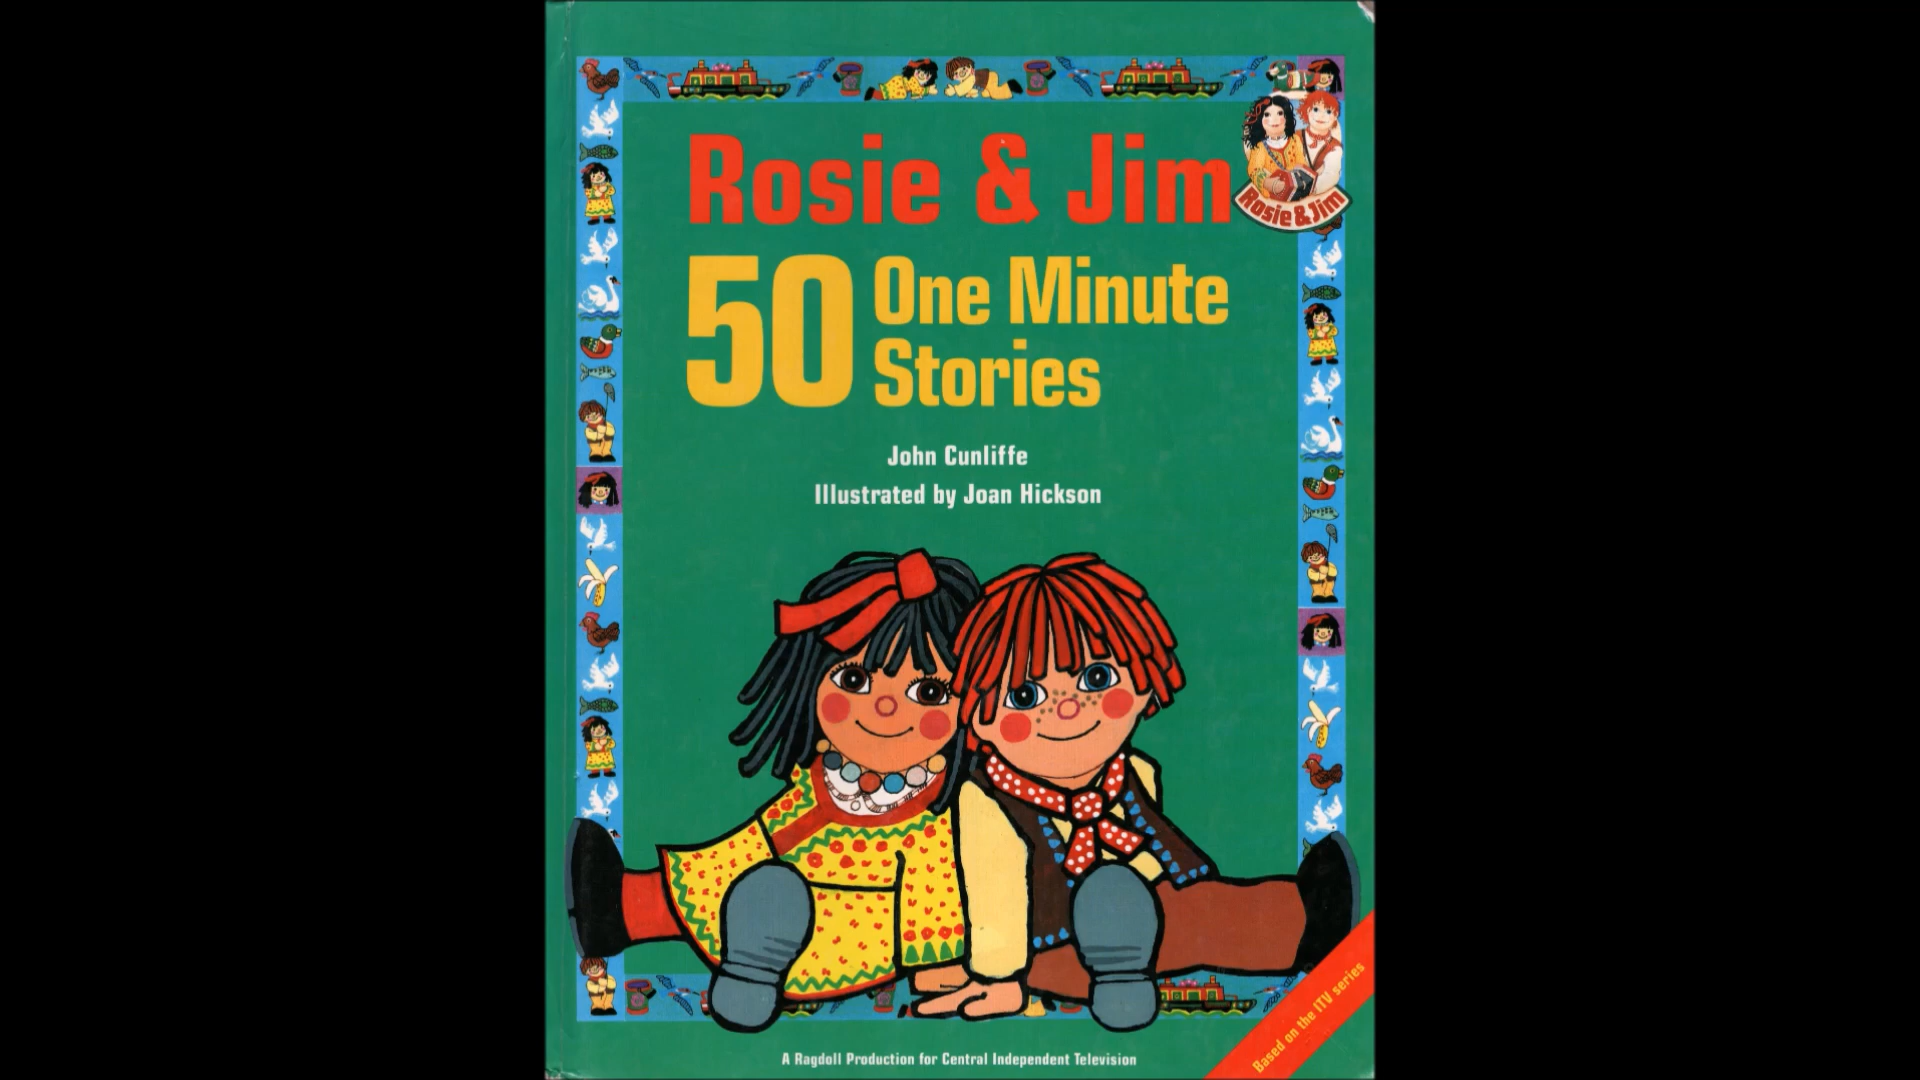 Rosie & Jim
Rosie & Jim
50 One Minute
Stories
John Cunliffe
Illustrated by Joan Hickson
Based on the ITV series
A Ragdoll Production for Central Independent Television